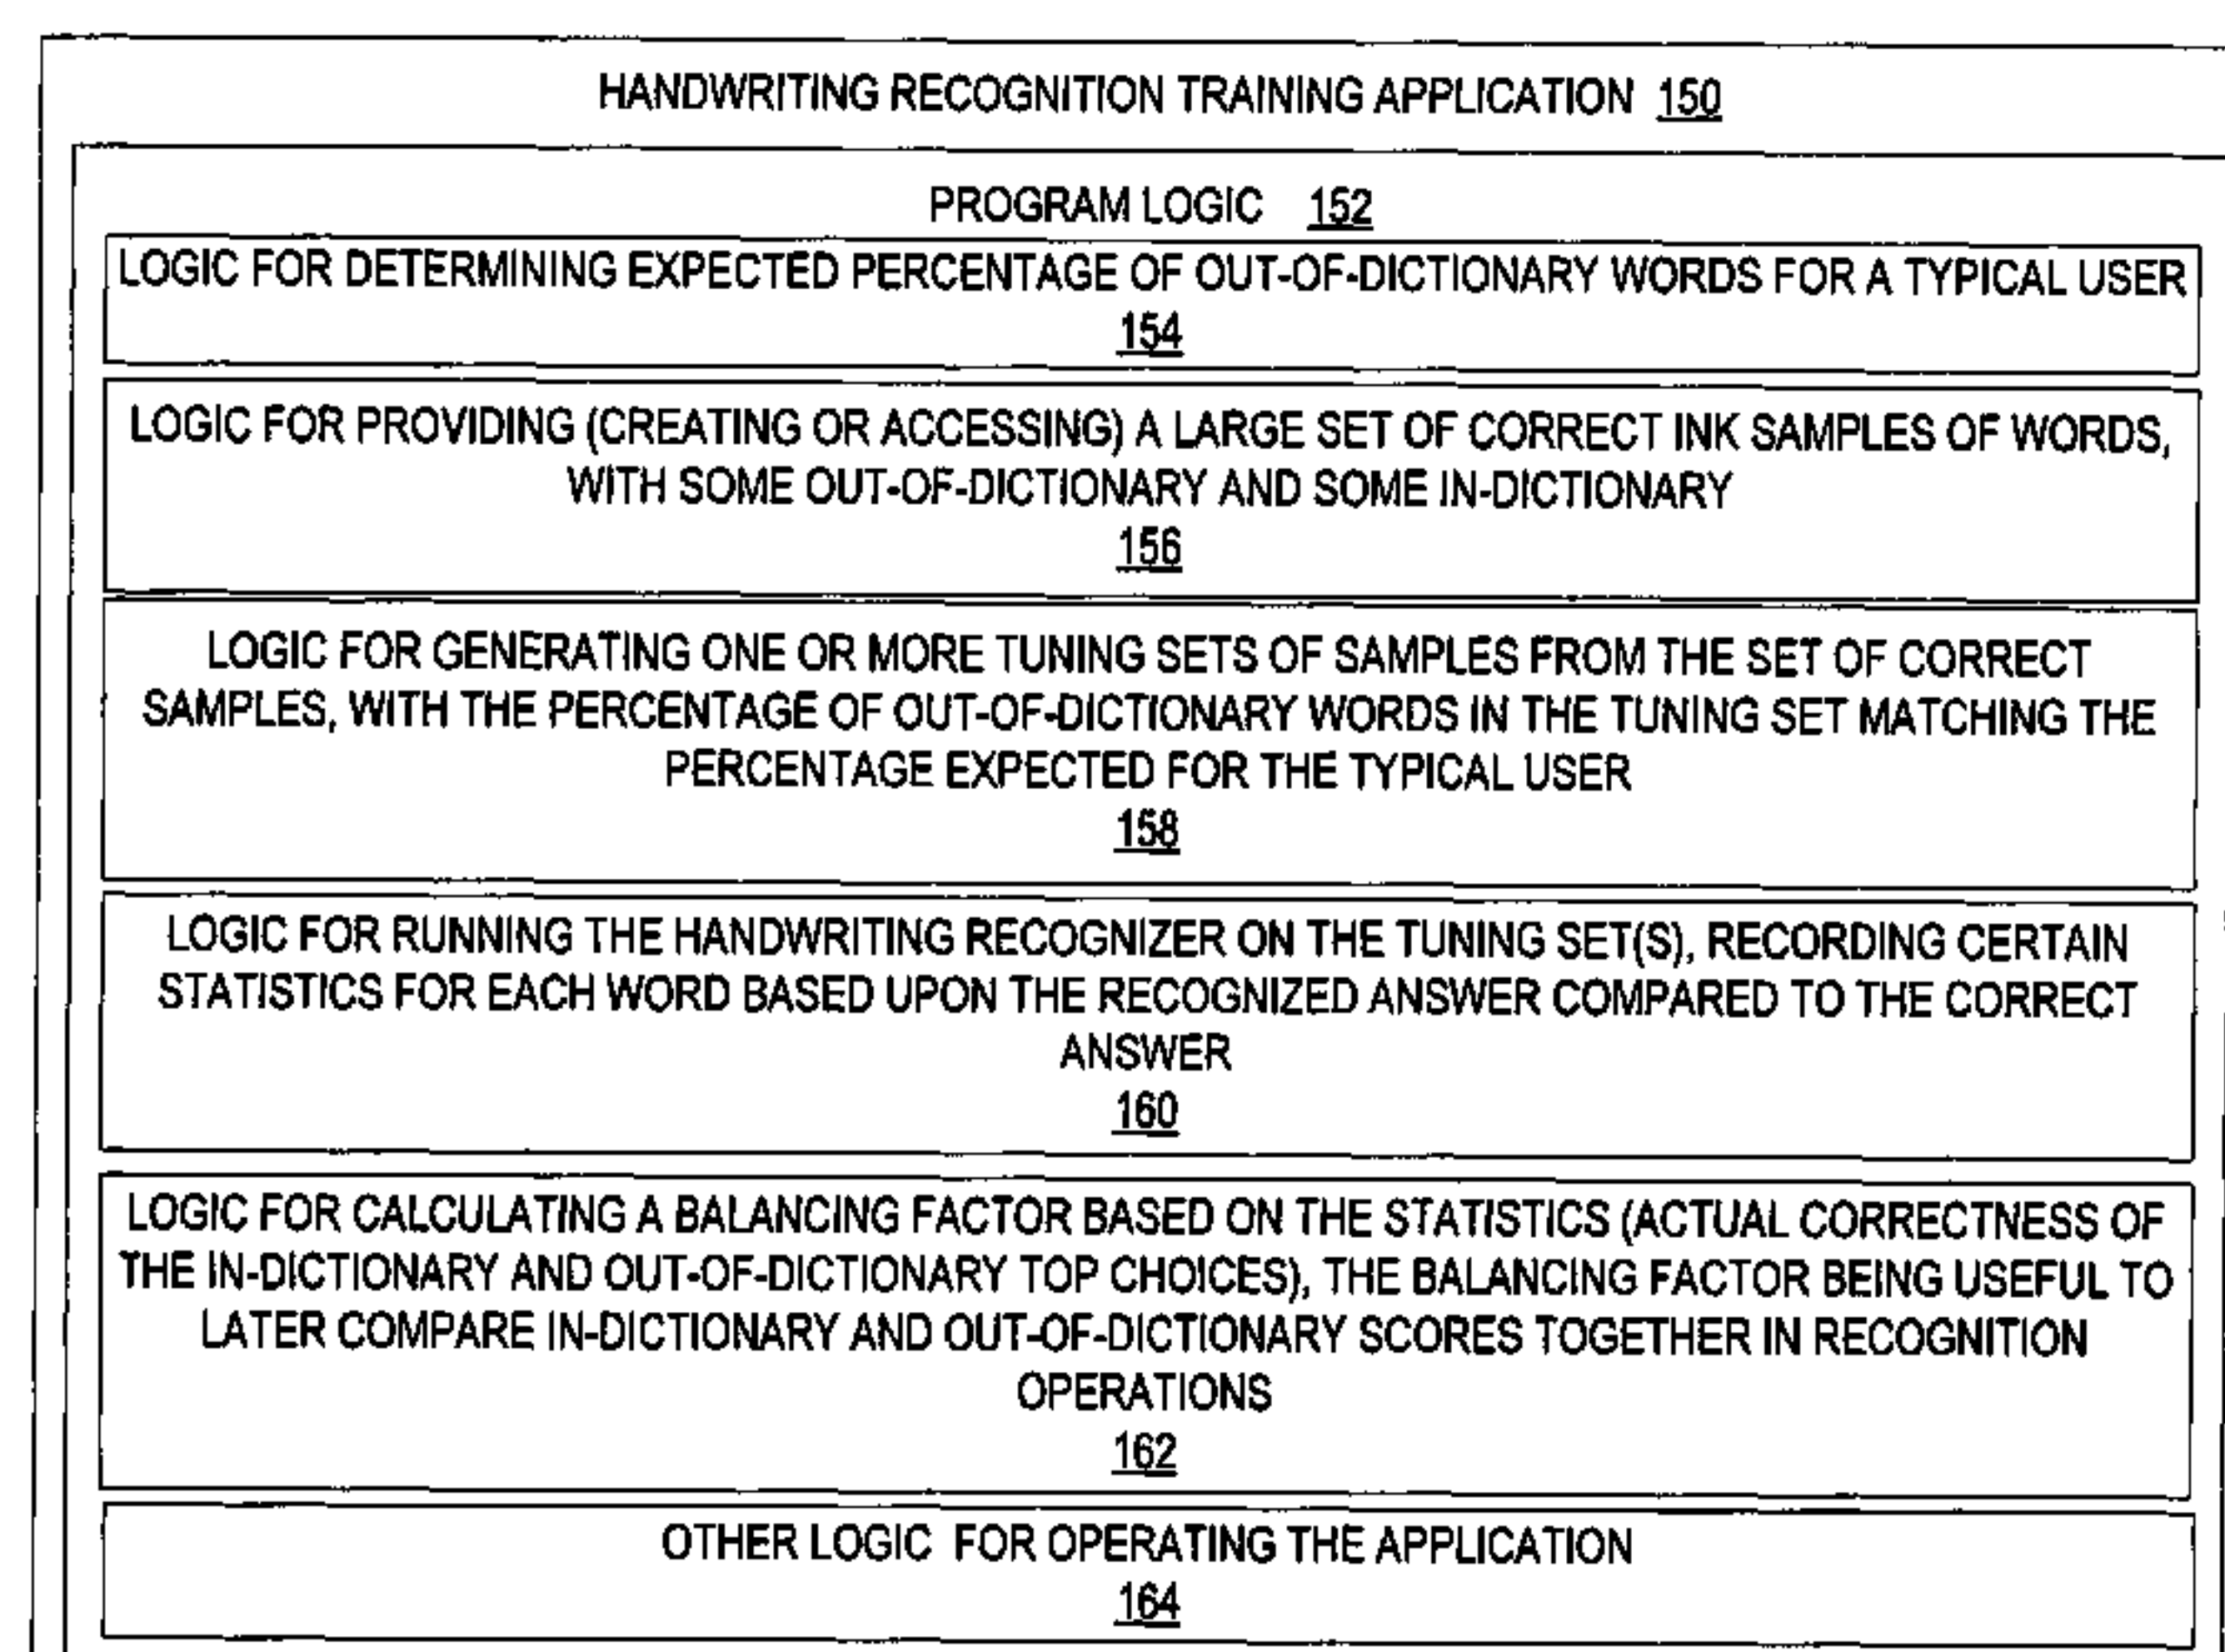 HANDWRITING RECOGNITION TRAINING APPLICATION 150
PROGRAM LOGIC 152
LOGIC FOR DETERMINING EXPECTED PERCENTAGE OF OUT-OF-DICTIONARY WORDS FOR A TYPICAL USER
154
LOGIC FOR PROVIDING (CREATING OR ACCESSING) A LARGE SET OF CORRECT INK SAMPLES OF WORDS,
WITH SOME OUT-OF-DICTIONARY AND SOME IN-DICTIONARY
156
LOGIC FOR GENERATING ONE OR MORE TUNING SETS OF SAMPLES FROM THE SET OF CORRECT
SAMPLES, WITH THE PERCENTAGE OF OUT-OF-DICTIONARY WORDS IN THE TUNING SET MATCHING THE
PERCENTAGE EXPECTED FOR THE TYPICAL USER
158
LOGIC FOR RUNNING THE HANDWRITING RECOGNIZER ON THE TUNING SET(S), RECORDING CERTAIN
STATISTICS FOR EACH WORD BASED UPON THE RECOGNIZED ANSWER COMPARED TO THE CORRECT
ANSWER
160
LOGIC FOR CALCULATING A BALANCING FACTOR BASED ON THE STATISTICS (ACTUAL CORRECTNESS OF
THE IN-DICTIONARY AND OUT-OF-DICTIONARY TOP CHOICES), THE BALANCING FACTOR BEING USEFUL TO
LATER COMPARE IN-DICTIONARY AND OUT-OF-DICTIONARY SCORES TOGETHER IN RECOGNITION
OPERATIONS
162
OTHER LOGIC FOR OPERATING THE APPLICATION
164